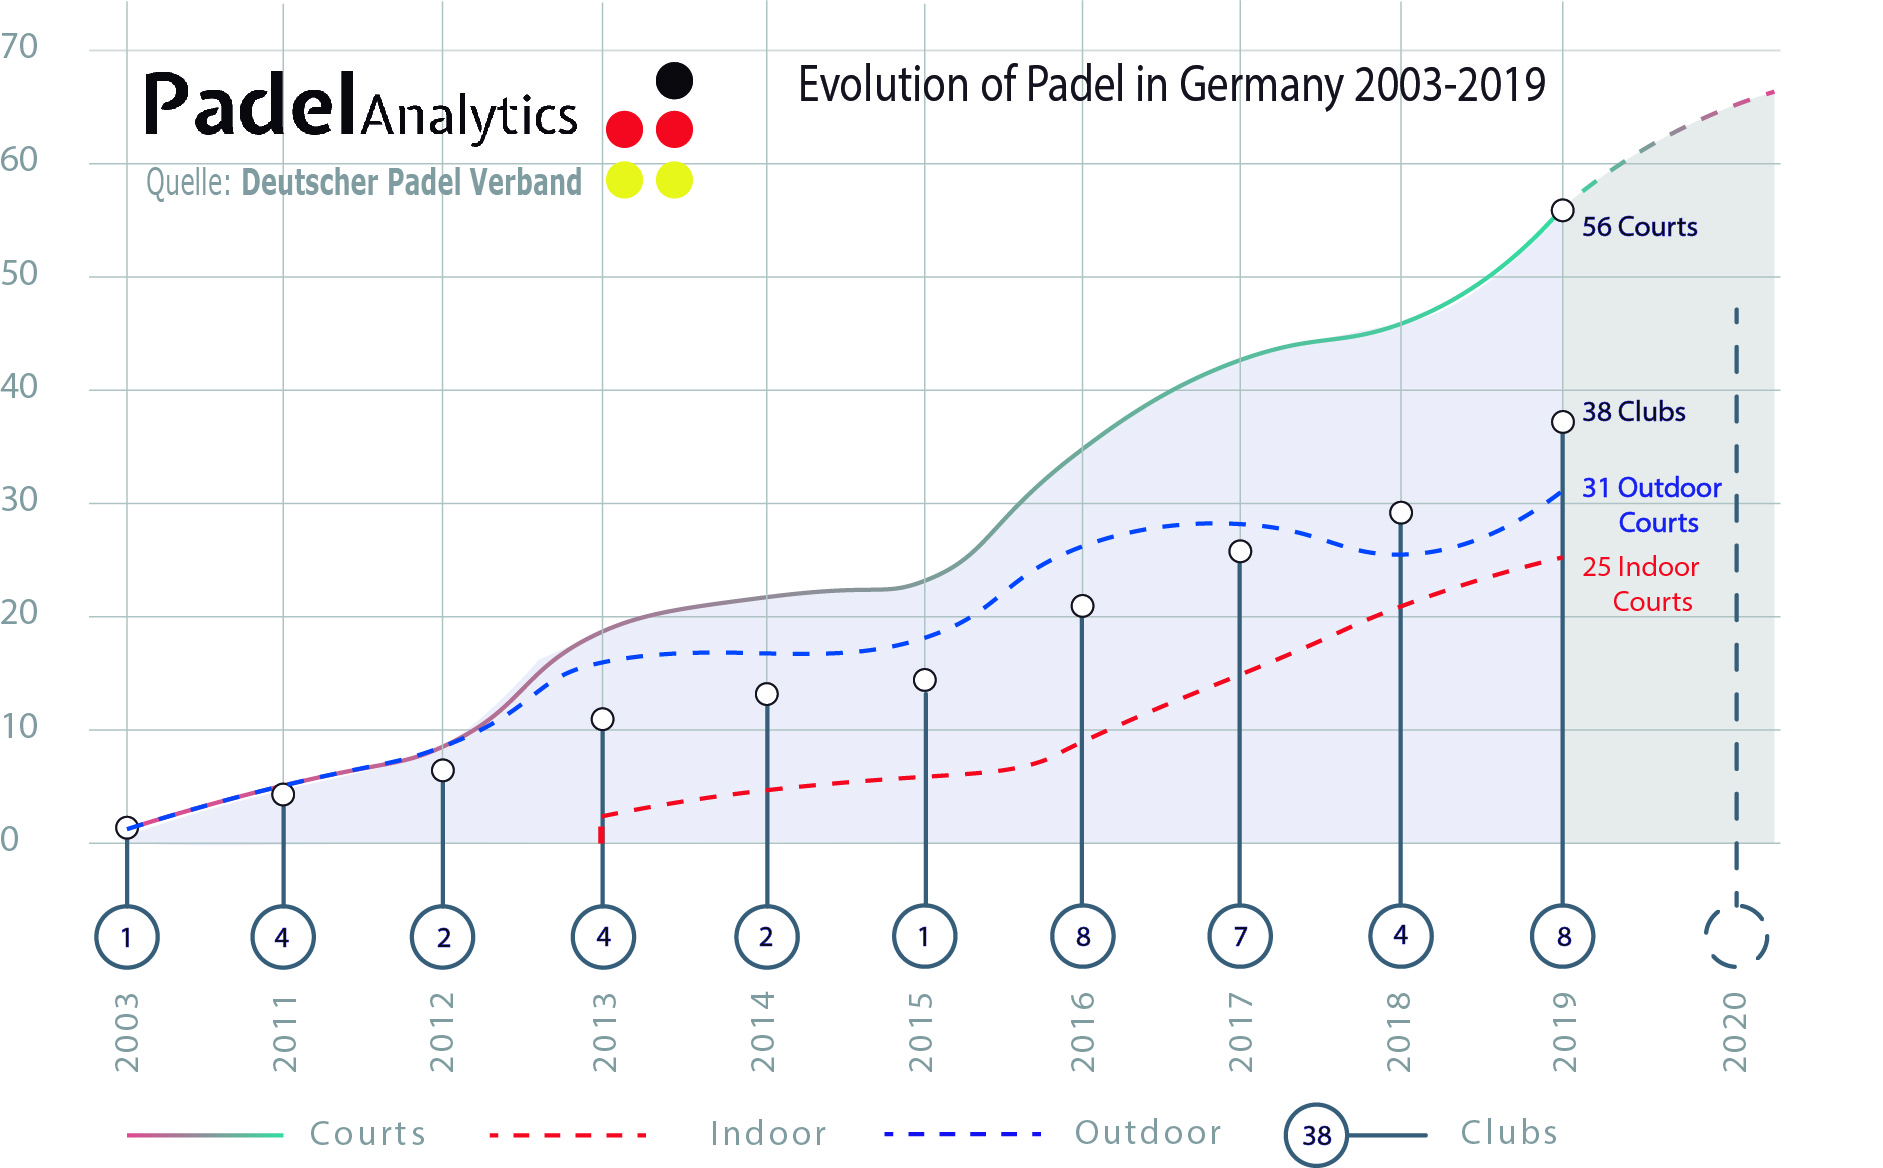 70
60
50
40
30
20
10
0
PadelAnalytics
Quelle: Deutscher Padel Verband
Evolution of Padel in Germany 2003-2019
56 Courts
38 Clubs
31 Outdoor
Courts
25 Indoor
Courts
1 4 2 4 2 1 8 7 4 8
2003 2011 2012 2013 2014 2015 2016 2017 2018 2019 2020
Courts Indoor Outdoor 38 Clubs